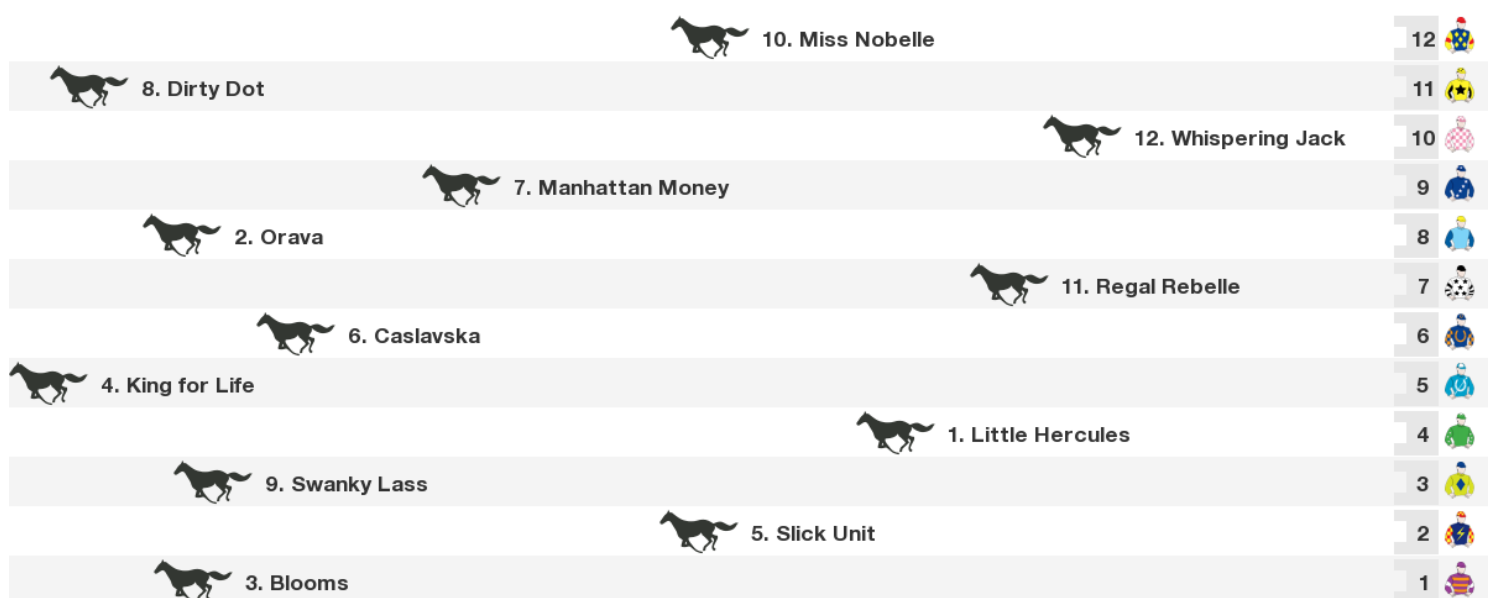 10. Miss Nobelle 12
8. Dirty Dot 11
12. Whispering Jack 10
7. Manhattan Money 9
2. Orava 8
11. Regal Rebelle 7
6. Caslavska 6
4. King for Life 5
1. Little Hercules 4
9. Swanky Lass 3
5. Slick Unit 2
3. Blooms 1